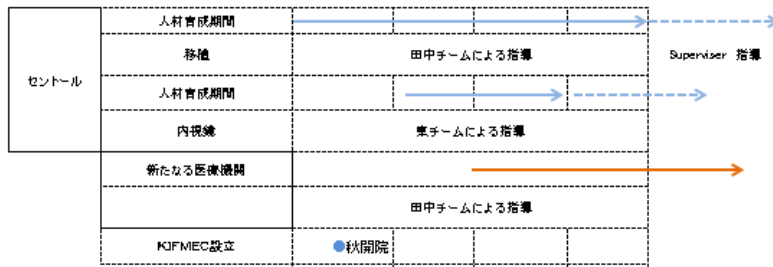 人材育成期間
移植 田中チームによる指導 Superviser 指導
セントール
人材育成期間
内視鏡 東チームによる指導
新たなる医療機関
田中チームによる指導
KIFMEC設立 ●秋開院